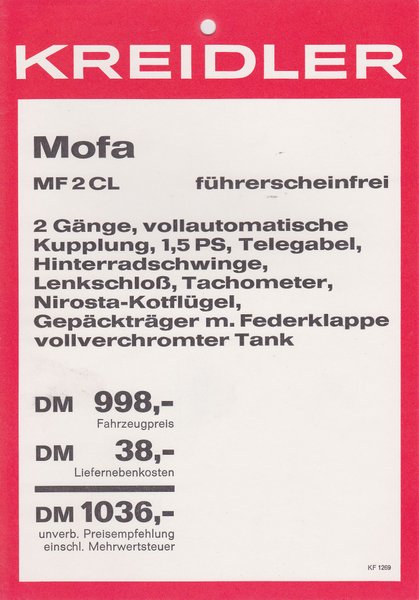 KREIDLER
Mofa
MF 2 CL führerscheinfrei
2 Gänge, vollautomatische
Kupplung, 1,5 PS, Telegabel,
Hinterradschwinge,
Lenkschloß, Tachometer,
Nirosta-Kotflügel,
Gepäckträger m. Federklappe
vollverchromter Tank
DM 998,-
Fahrzeugpreis
DM 38,-
Liefernebenkosten
DM 1036,-
unverb. Preisempfehlung
einschl. Mehrwertsteuer
KF 1269